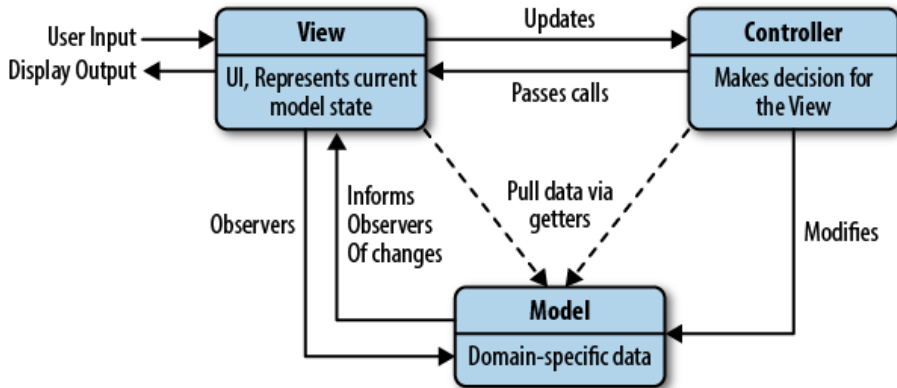 User Input
Display Output
View
UI, Represents current
model state
Updates
Passes calls
Controller
Makes decision for
the View
Observers
Informs
Observers
Of changes
Pull data via
getters
Modifies
Model
Domain-specific data